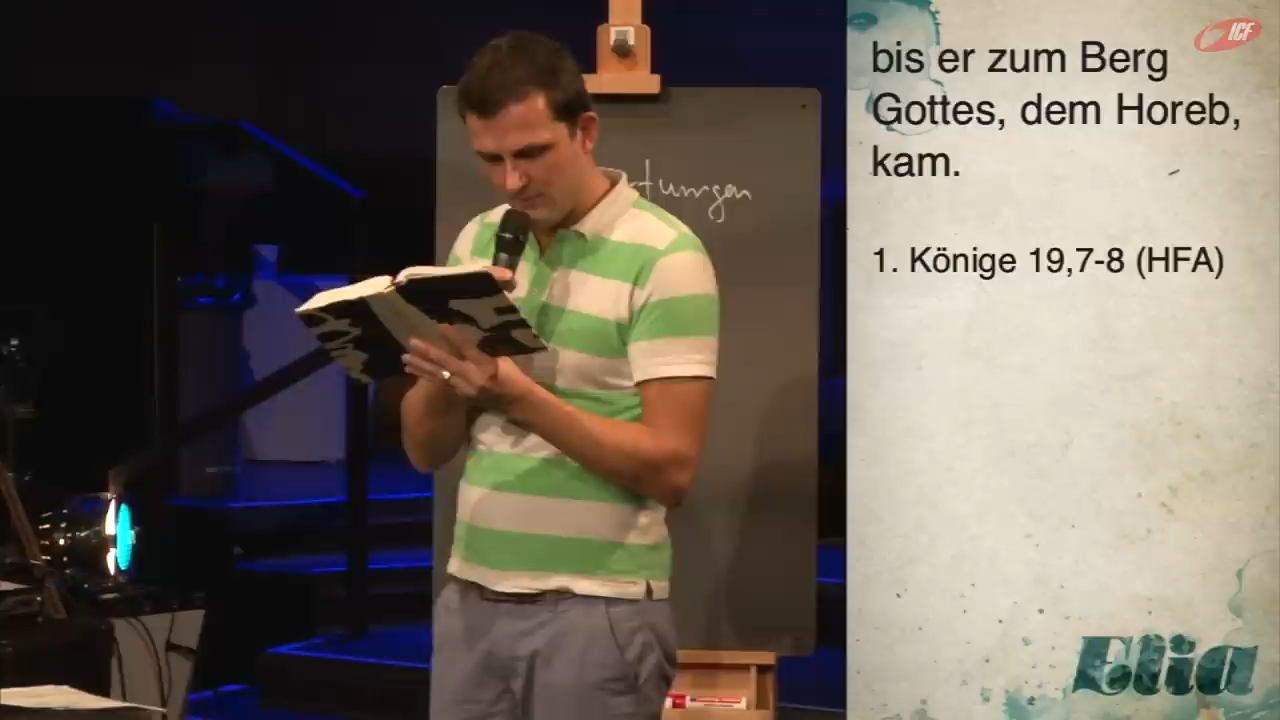 ICF
bis er zum Berg
Gottes, dem Horeb,
kam.
1. Könige 19,7-8 (HFA)
Elia